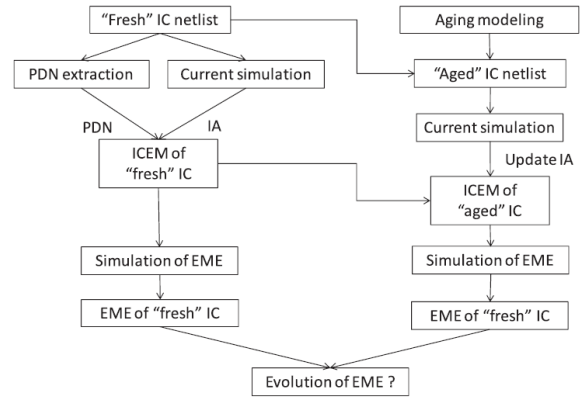 "Fresh" IC netlist
Aging modeling
PDN extraction
Current simulation
"Aged" IC netlist
PDN
IA
Current simulation
ICEM of
"fresh" IC
Update IA
ICEM of
"aged" IC
Simulation of EME
Simulation of EME
EME of "fresh" IC
EME of "fresh" IC
Evolution of EME ?